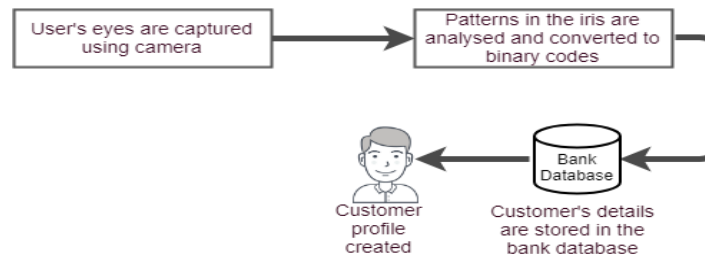 User's eyes are captured
using camera
Patterns in the iris are
analysed and converted to
binary codes
Bank
Database
Customer's details
are stored in the
bank database
Customer
profile
created